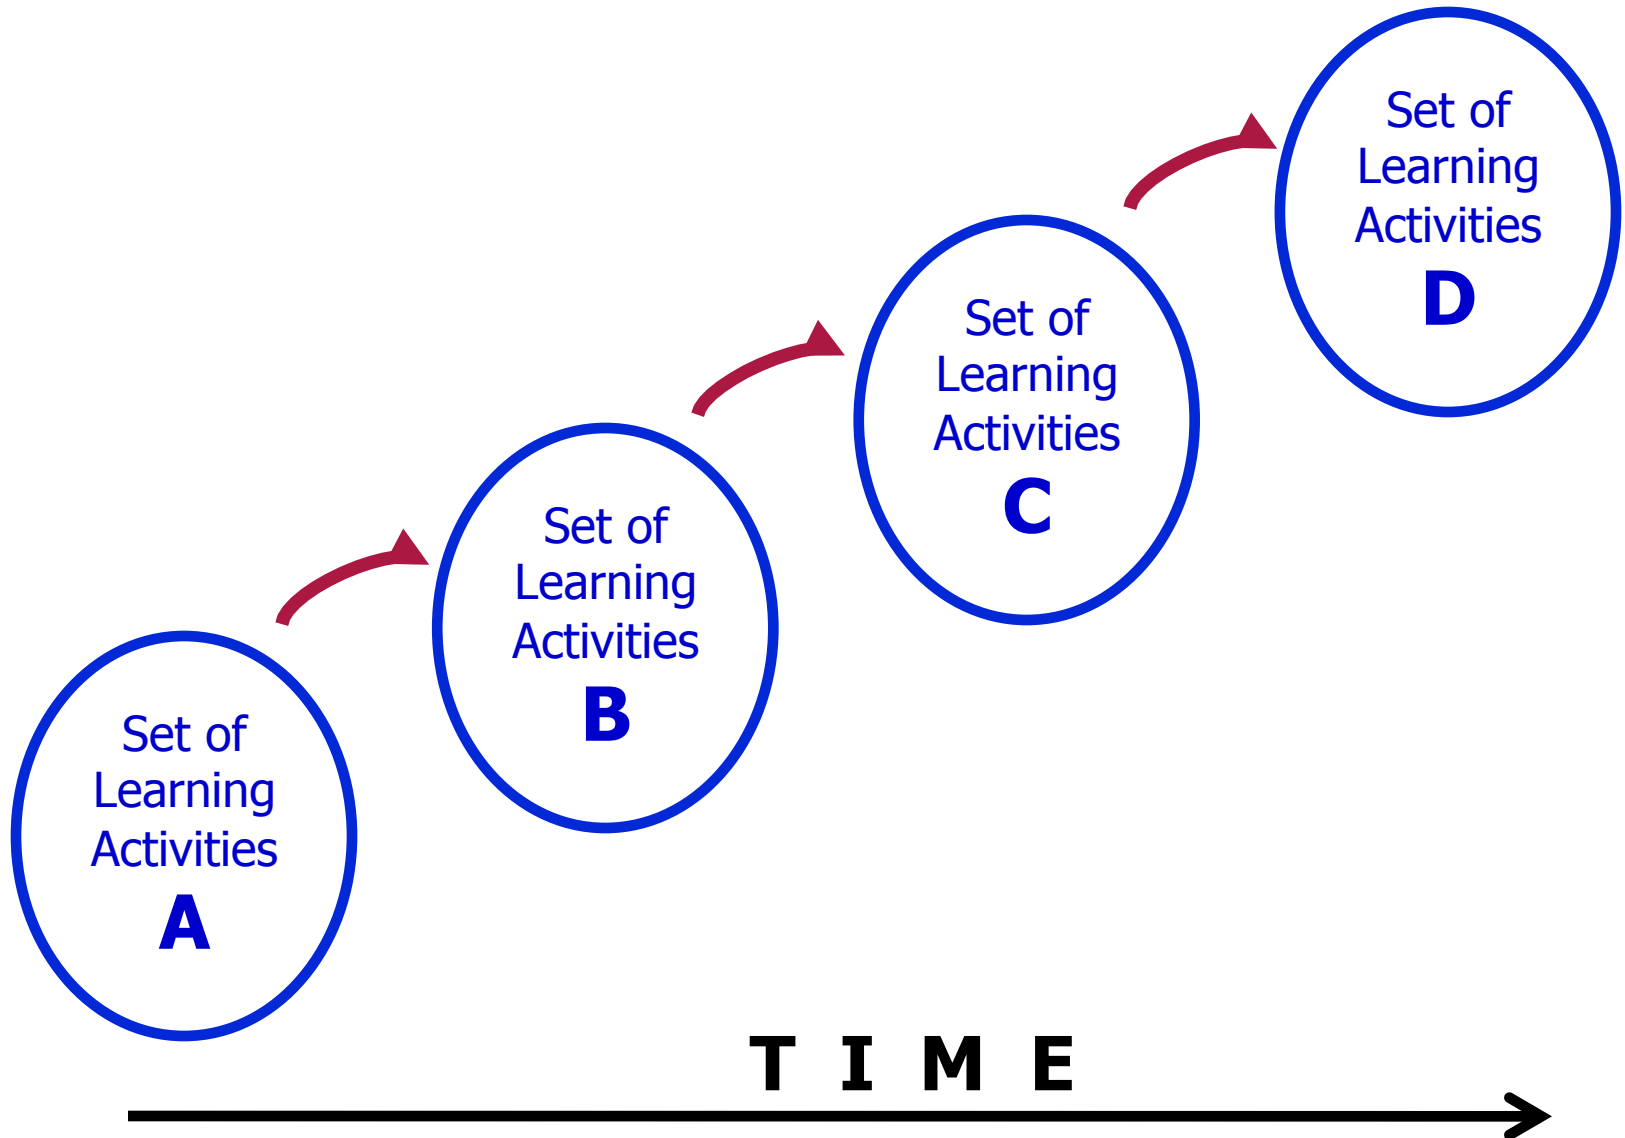 Set of
Learning
Activities
A
Set of
Learning
Activities
B
Set of
Learning
Activities
C
Set of
Learning
Activities
D
T I M E